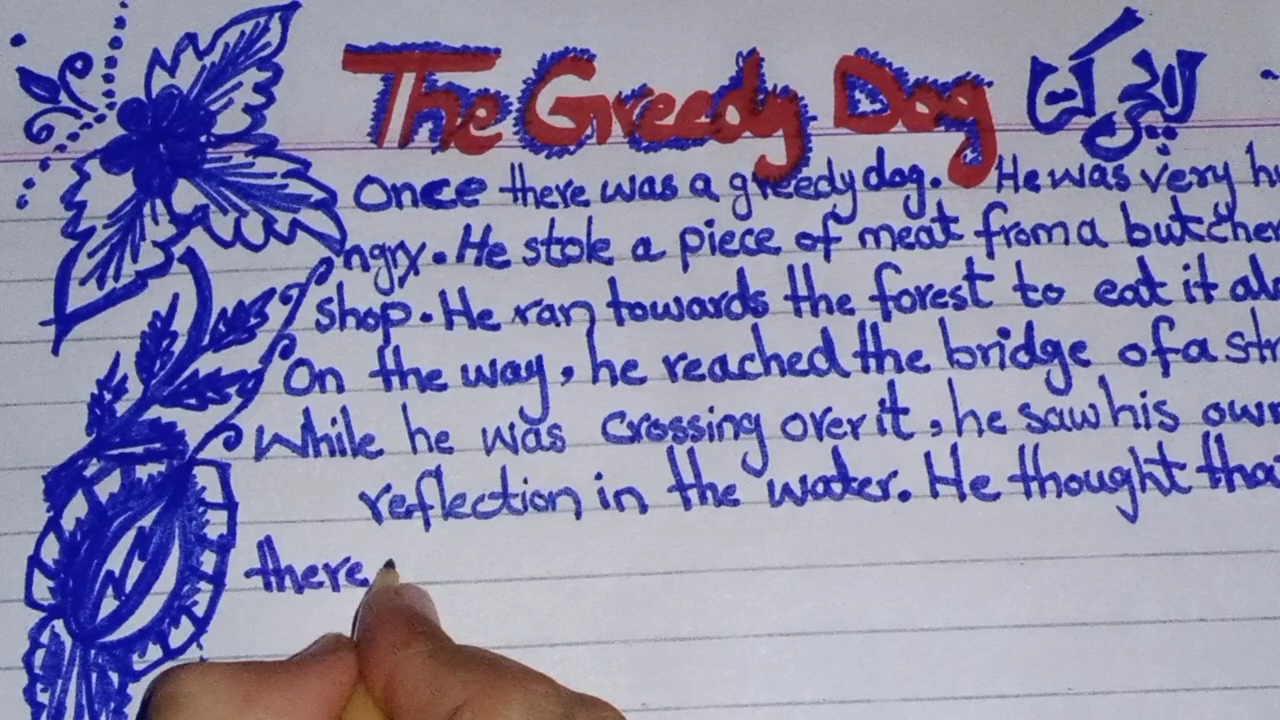 The Greedy Dog لالچی کتا
Once there was a greedy dog. He was very hu
ngry. He stole a piece of meat from a butcher
shop. He ran towards the forest to eat it alo
On the way, he reached the bridge of a str
While he was crossing over it, he saw his own
reflection in the water. He thought that
there